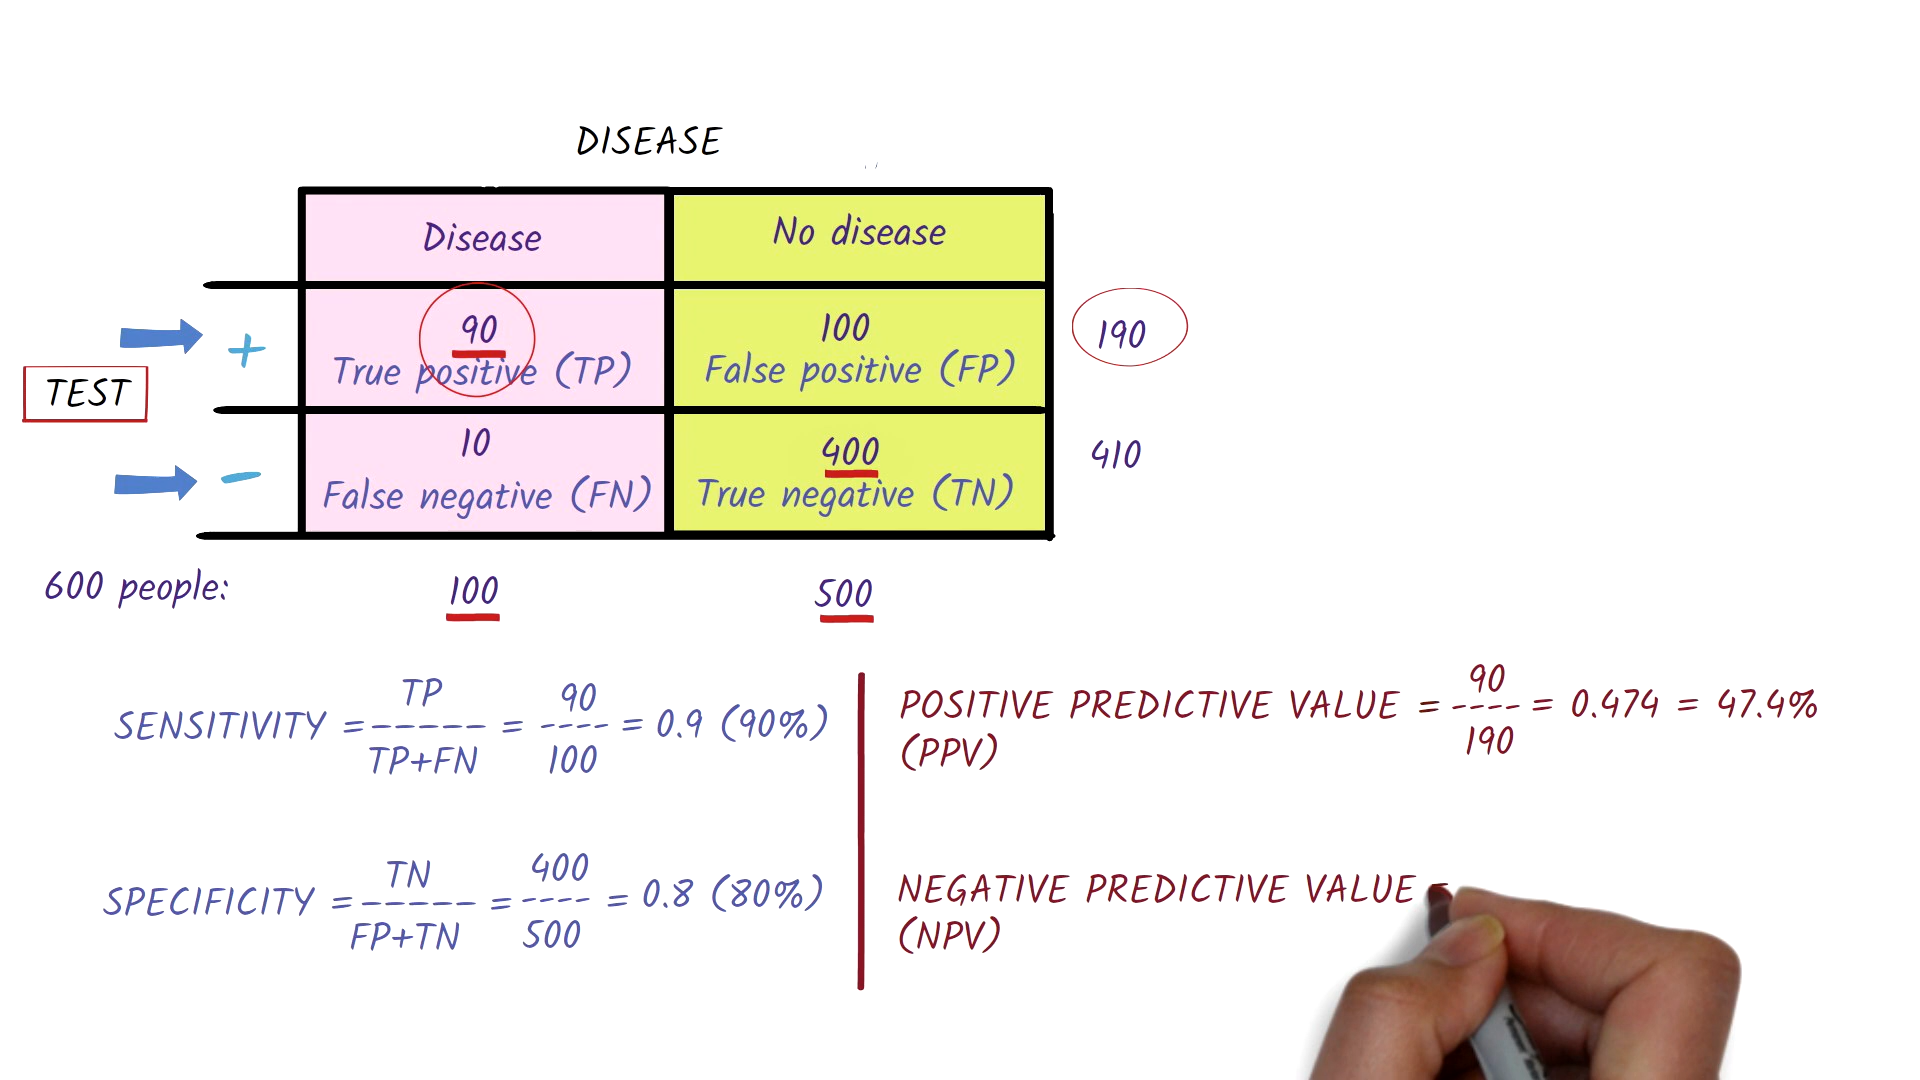 DISEASE
Disease No disease
90 100 190
+ True positive (TP) False positive (FP)
TEST
10 400 410
- False negative (FN) True negative (TN)
600 people: 100 500
SENSITIVITY = TP / TP+FN = 90 / 100 = 0.9 (90%)
POSITIVE PREDICTIVE VALUE = 90 / 190 = 0.474 = 47.4%
(PPV)
SPECIFICITY = TN / FP+TN = 400 / 500 = 0.8 (80%)
NEGATIVE PREDICTIVE VALUE
(NPV)